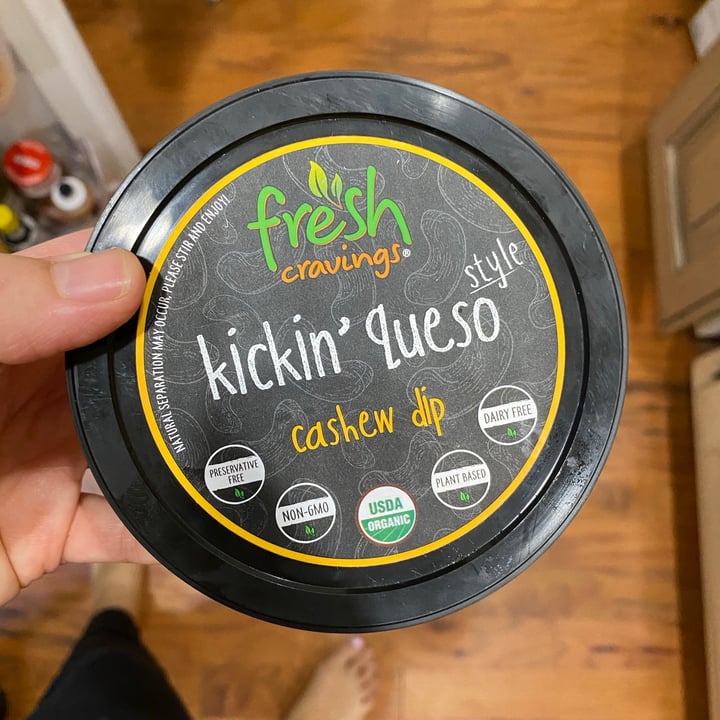 fresh
cravings®
kickin' queso
style
cashew dip
NATURAL SEPARATION MAY OCCUR, PLEASE STIR AND ENJOY!
PRESERVATIVE
FREE
NON-GMO
USDA
ORGANIC
PLANT BASED
DAIRY FREE